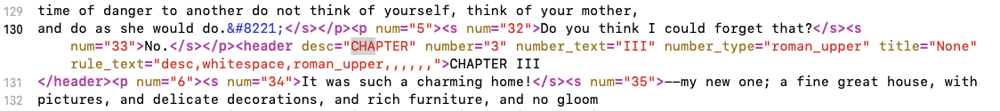 129 time of danger to another do not think of yourself, think of your mother,
130 and do as she would do.&#8221;</s></p><p num="5"><s num="32">Do you think I could forget that?</s><s
num="33">No.</s></p><header desc="CHAPTER" number="3" number_text="III" number_type="roman_upper" title="None"
rule_text="desc,whitespace,roman_upper,,,,,,">CHAPTER III
131 </header><p num="6"><s num="34">It was such a charming home!</s><s num="35">--my new one; a fine great house, with
132 pictures, and delicate decorations, and rich furniture, and no gloom